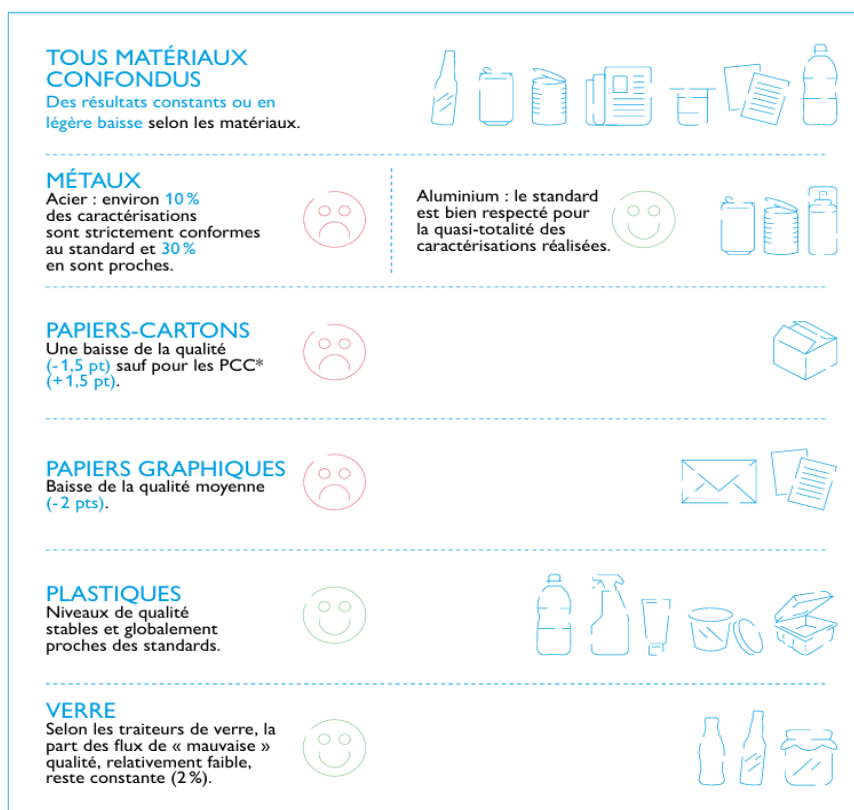 TOUS MATÉRIAUX
CONFONDUS
Des résultats constants ou en
légère baisse selon les matériaux.
MÉTAUX
Acier : environ 10 %
des caractérisations
sont strictement conformes
au standard et 30 %
en sont proches.
Aluminium : le standard
est bien respecté pour
la quasi-totalité des
caractérisations réalisées.
PAPIERS-CARTONS
Une baisse de la qualité
(- 1,5 pt) sauf pour les PCC*
(+ 1,5 pt).
PAPIERS GRAPHIQUES
Baisse de la qualité moyenne
(- 2 pts).
PLASTIQUES
Niveaux de qualité
stables et globalement
proches des standards.
VERRE
Selon les traiteurs de verre, la
part des flux de « mauvaise »
qualité, relativement faible,
reste constante (2 %).